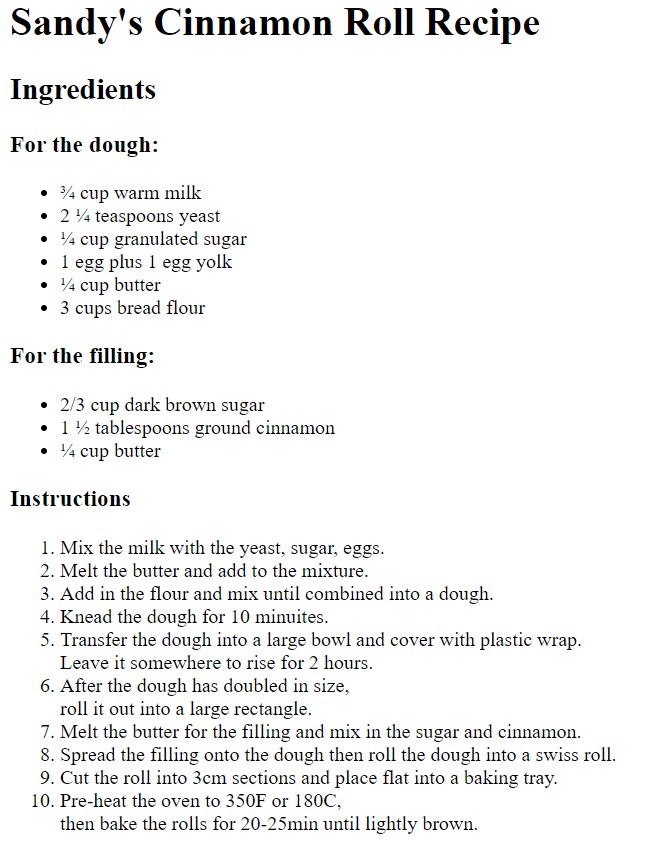 Sandy's Cinnamon Roll Recipe
Ingredients
For the dough:
• ¾ cup warm milk
• 2 ¼ teaspoons yeast
• ¼ cup granulated sugar
• 1 egg plus 1 egg yolk
• ¼ cup butter
• 3 cups bread flour
For the filling:
• 2/3 cup dark brown sugar
• 1 ½ tablespoons ground cinnamon
• ¼ cup butter
Instructions
1. Mix the milk with the yeast, sugar, eggs.
2. Melt the butter and add to the mixture.
3. Add in the flour and mix until combined into a dough.
4. Knead the dough for 10 minuites.
5. Transfer the dough into a large bowl and cover with plastic wrap.
Leave it somewhere to rise for 2 hours.
6. After the dough has doubled in size,
roll it out into a large rectangle.
7. Melt the butter for the filling and mix in the sugar and cinnamon.
8. Spread the filling onto the dough then roll the dough into a swiss roll.
9. Cut the roll into 3cm sections and place flat into a baking tray.
10. Pre-heat the oven to 350F or 180C,
then bake the rolls for 20-25min until lightly brown.